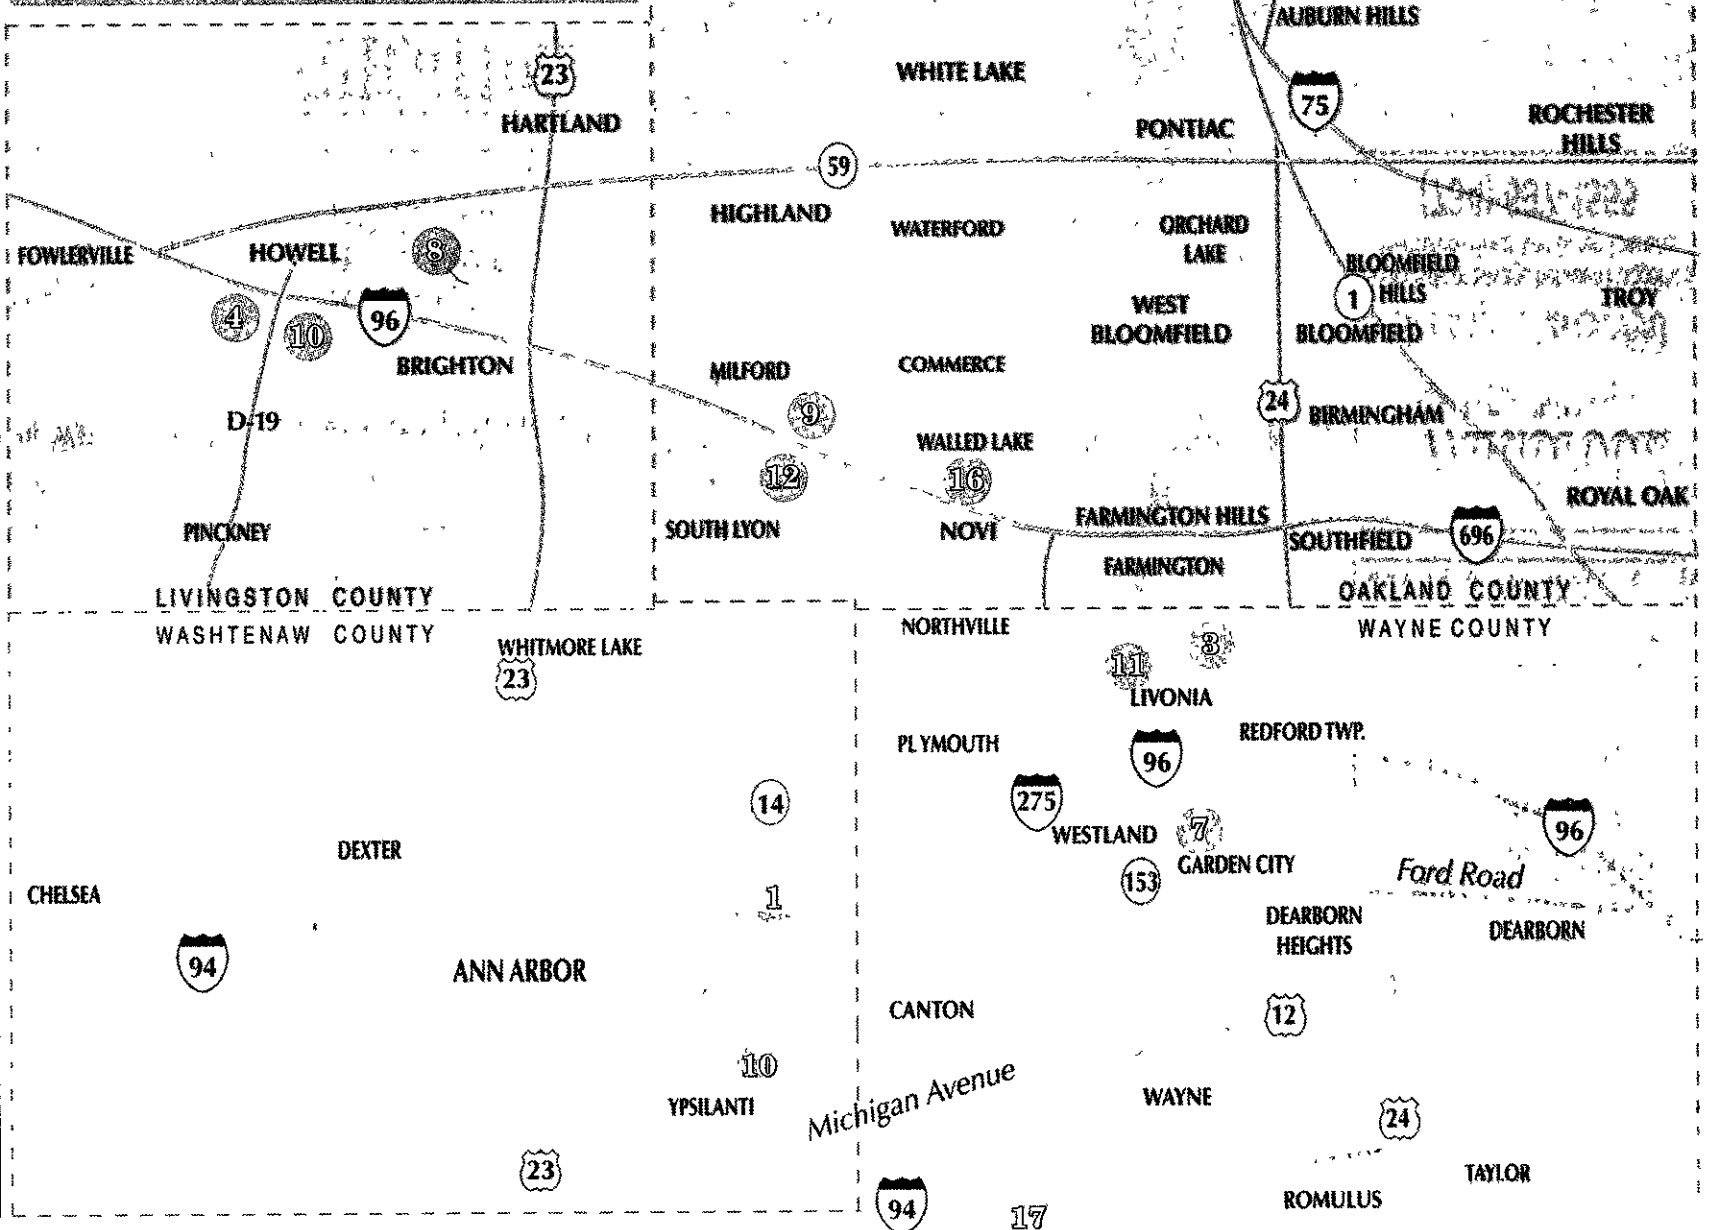 AUBURN HILLS
WHITE LAKE
23
75
HARTLAND
PONTIAC
ROCHESTER
HILLS
59
HIGHLAND
WATERFORD
ORCHARD
LAKE
FOWLERVILLE
HOWELL
8
BLOOMFIELD
HILLS
1
TROY
4
10
96
WEST
BLOOMFIELD
BLOOMFIELD
BRIGHTON
MILFORD
COMMERCE
24
9
BIRMINGHAM
D-19
WALLED LAKE
12
16
ROYAL OAK
PINCKNEY
SOUTH LYON
NOVI
FARMINGTON HILLS
SOUTHFIELD
696
FARMINGTON
LIVINGSTON COUNTY
OAKLAND COUNTY
WASHTENAW COUNTY
WAYNE COUNTY
NORTHVILLE
WHITMORE LAKE
23
11
3
LIVONIA
PLYMOUTH
REDFORD TWP.
96
275
14
WESTLAND
7
96
DEXTER
GARDEN CITY
153
Ford Road
CHELSEA
1
DEARBORN
HEIGHTS
DEARBORN
94
ANN ARBOR
CANTON
12
10
YPSILANTI
Michigan Avenue
WAYNE
24
23
TAYLOR
94
17
ROMULUS